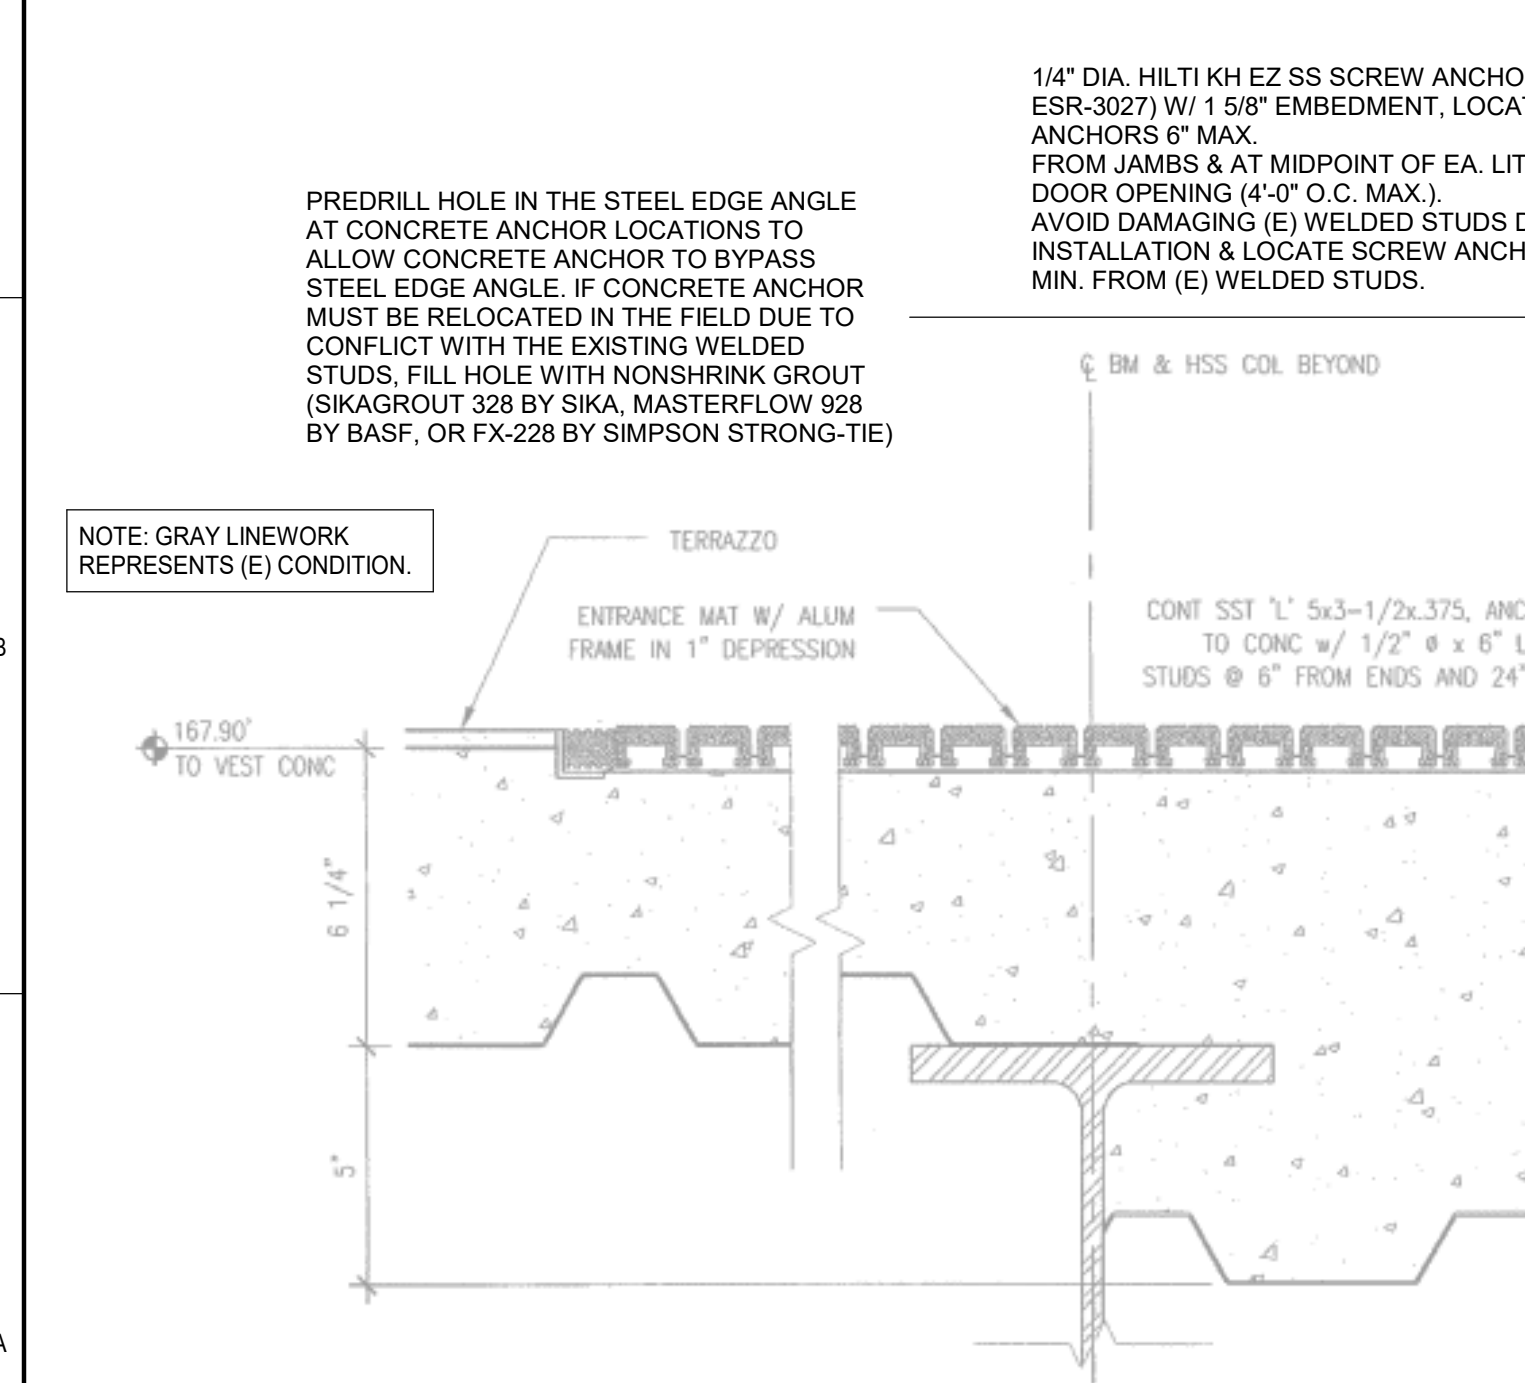 1/4" DIA. HILTI KH EZ SS SCREW
ESR-3027) W/ 1 5/8" EMBEDMENT,
ANCHORS 6" MAX.
FROM JAMBS & AT MIDPOINT OF EA.
DOOR OPENING (4'-0" O.C. MAX.).
AVOID DAMAGING (E) WELDED STUDS
INSTALLATION & LOCATE SCREW
MIN. FROM (E) WELDED STUDS.
PREDRILL HOLE IN THE STEEL EDGE ANGLE
AT CONCRETE ANCHOR LOCATIONS TO
ALLOW CONCRETE ANCHOR TO BYPASS
STEEL EDGE ANGLE. IF CONCRETE ANCHOR
MUST BE RELOCATED IN THE FIELD DUE TO
CONFLICT WITH THE EXISTING WELDED
STUDS, FILL HOLE WITH NONSHRINK GROUT
(SIKAGROUT 328 BY SIKA, MASTERFLOW 928
BY BASF, OR FX-228 BY SIMPSON STRONG-TIE)
℄ BM & HSS COL BEYOND
NOTE: GRAY LINEWORK
REPRESENTS (E) CONDITION.
TERRAZZO
ENTRANCE MAT W/ ALUM
FRAME IN 1" DEPRESSION
CONT SST 'L' 5x3-1/2x.375,
TO CONC w/ 1/2" ø x 6"
STUDS @ 6" FROM ENDS AND 24"
167.90'
TO VEST CONC
6 1/4"
5"
A